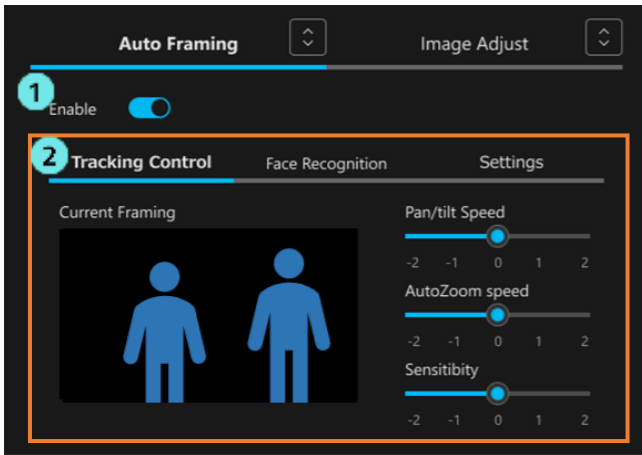 Auto Framing Image Adjust
1
Enable
2
Tracking Control Face Recognition Settings
Current Framing
Pan/tilt Speed
-2 -1 0 1 2
AutoZoom speed
-2 -1 0 1 2
Sensitibity
-2 -1 0 1 2